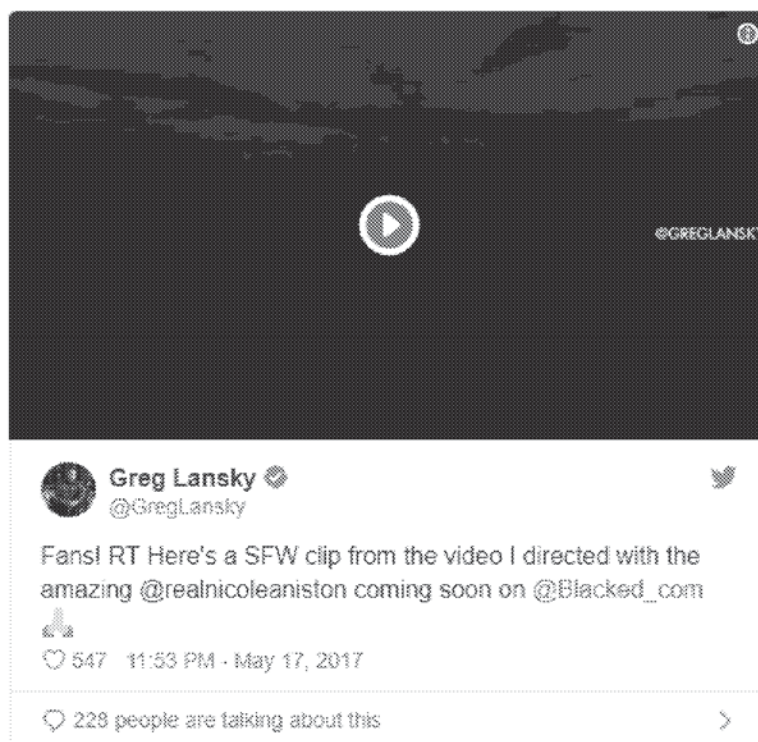 @GREGLANSKY
Greg Lansky
@GregLansky
Fans! RT Here's a SFW clip from the video I directed with the
amazing @realnicoleaniston coming soon on @Blacked_com
547 11:53 PM - May 17, 2017
228 people are talking about this